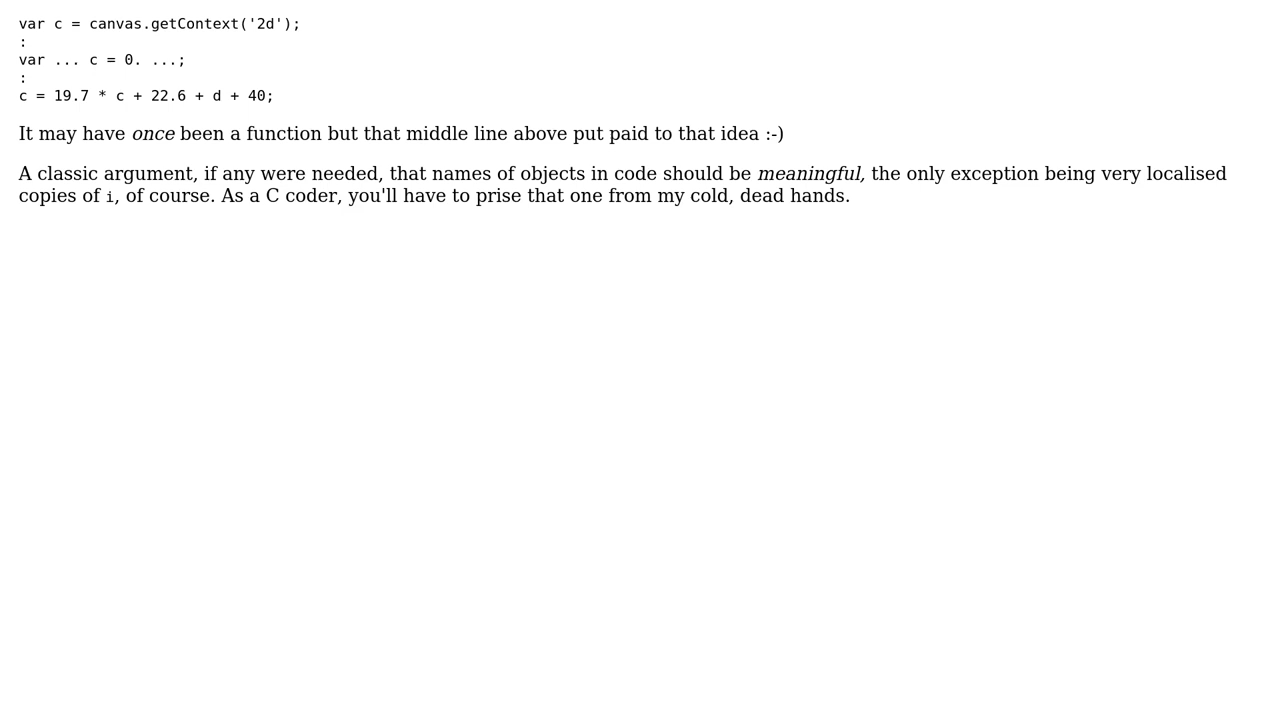 var c = canvas.getContext('2d');
:
var ... c = 0. ...;
:
c = 19.7 * c + 22.6 + d + 40;
It may have once been a function but that middle line above put paid to that idea :-)
A classic argument, if any were needed, that names of objects in code should be meaningful, the only exception being very localised
copies of i, of course. As a C coder, you'll have to prise that one from my cold, dead hands.